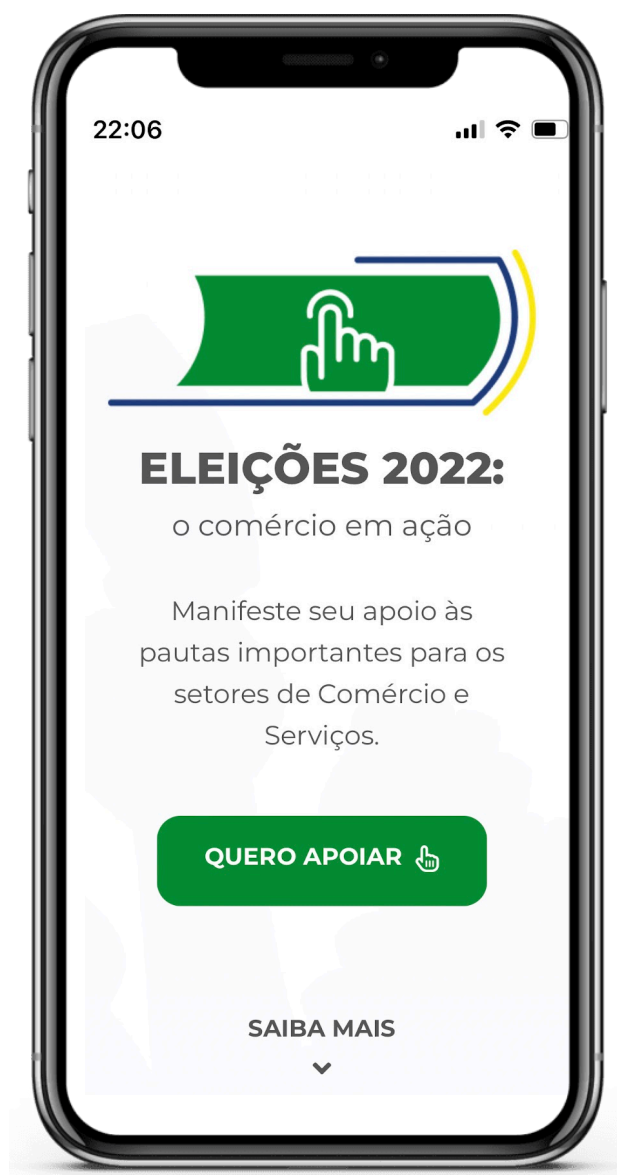 22:06
ELEIÇÕES 2022:
o comércio em ação
Manifeste seu apoio às
pautas importantes para os
setores de Comércio e
Serviços.
QUERO APOIAR
SAIBA MAIS